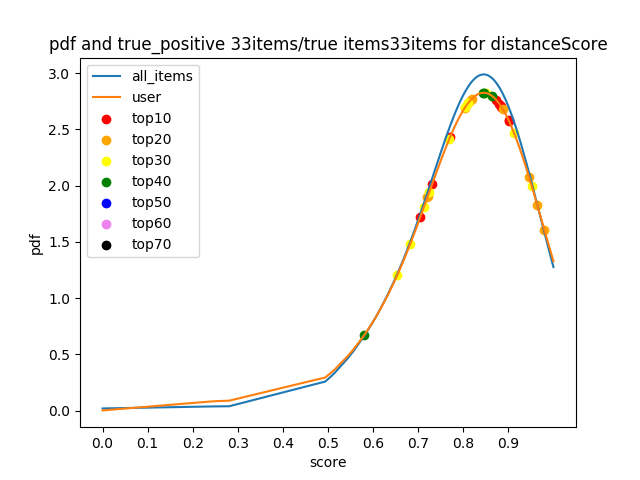 pdf and true_positive 33items/true items33items for distanceScore
3.0
2.5
2.0
1.5
1.0
0.5
0.0
pdf
all_items
user
top10
top20
top30
top40
top50
top60
top70
0.0 0.1 0.2 0.3 0.4 0.5 0.6 0.7 0.8 0.9
score